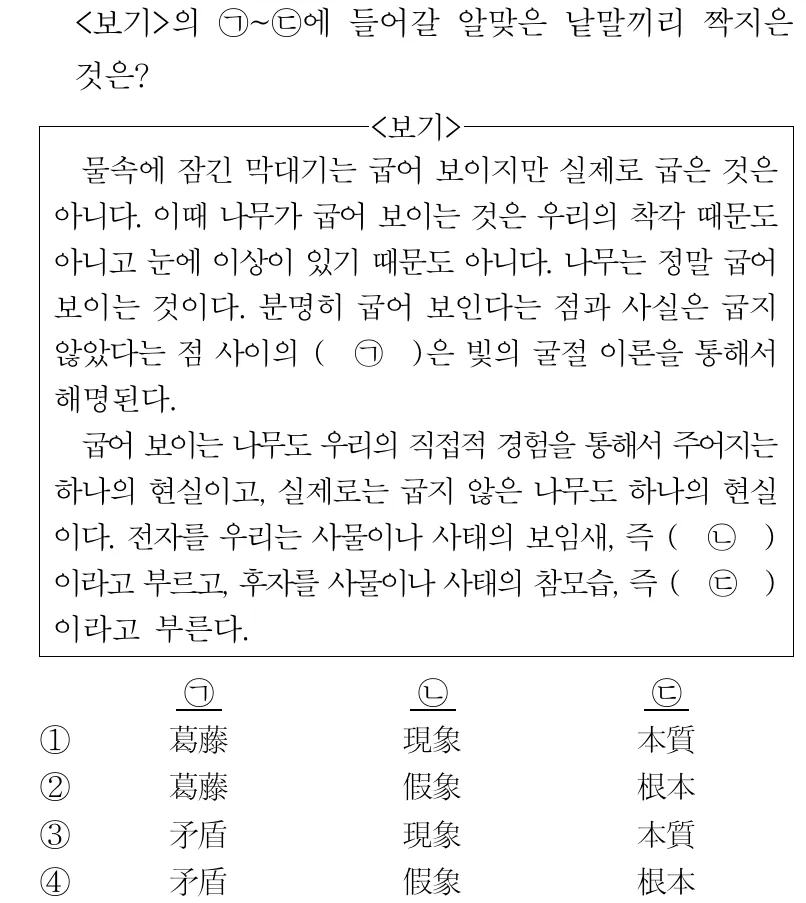 <보기>의 ㉠~㉢에 들어갈 알맞은 낱말끼리 짝지은
것은?
<보기>
물속에 잠긴 막대기는 굽어 보이지만 실제로 굽은 것은
아니다. 이때 나무가 굽어 보이는 것은 우리의 착각 때문도
아니고 눈에 이상이 있기 때문도 아니다. 나무는 정말 굽어
보이는 것이다. 분명히 굽어 보인다는 점과 사실은 굽지
않았다는 점 사이의 ( ㉠ )은 빛의 굴절 이론을 통해서
해명된다.
굽어 보이는 나무도 우리의 직접적 경험을 통해서 주어지는
하나의 현실이고, 실제로는 굽지 않은 나무도 하나의 현실
이다. 전자를 우리는 사물이나 사태의 보임새, 즉 ( ㉡ )
이라고 부르고, 후자를 사물이나 사태의 참모습, 즉 ( ㉢ )
이라고 부른다.
㉠ ㉡ ㉢
① 葛藤 現象 本質
② 葛藤 假象 根本
③ 矛盾 現象 本質
④ 矛盾 假象 根本